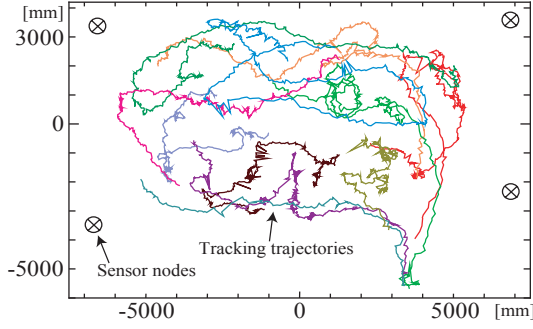 [mm]
3000
0
-5000
Tracking trajectories
Sensor nodes
-5000 0 5000 [mm]